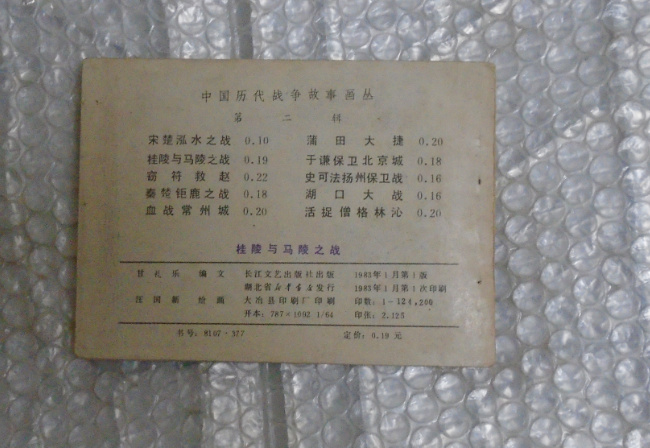 中国历代战争故事画丛
第二辑
宋楚泓水之战 0.10 蒲田大捷 0.20
桂陵与马陵之战 0.19 于谦保卫北京城 0.18
窃符救赵 0.22 史可法扬州保卫战 0.16
秦楚钜鹿之战 0.18 湖口大战 0.16
血战常州城 0.20 活捉僧格林沁 0.20
桂陵与马陵之战
甘礼乐 编文 长江文艺出版社出版 1983年1月第1版
湖北省新华书店发行 1983年1月第1次印刷
汪国新 绘画 大冶县印刷厂印刷 印数：1-124,200
开本：787×1092 1/64 印张：2.125
书号：8107·377 定价：0.19 元